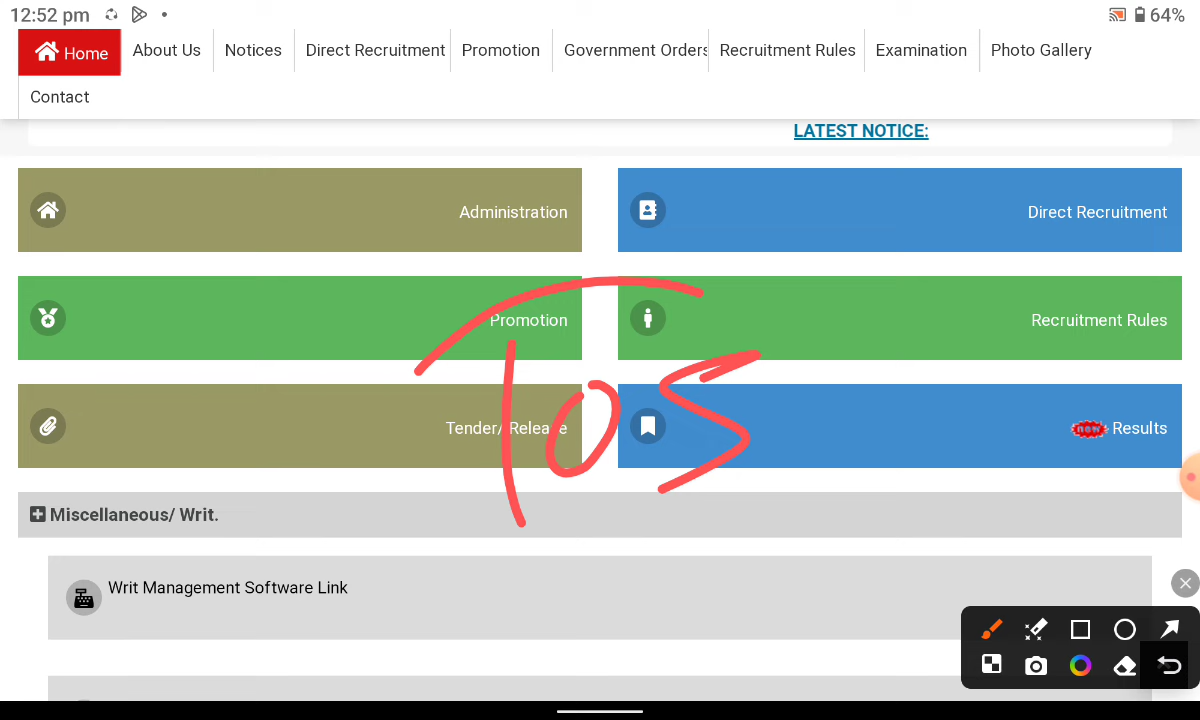 12:52 pm 64%
Home About Us Notices Direct Recruitment Promotion Government Orders Recruitment Rules Examination Photo Gallery
Contact
LATEST NOTICE:
Administration Direct Recruitment
Promotion Recruitment Rules
Tender/ Release new Results
TOS
Miscellaneous/ Writ.
Writ Management Software Link